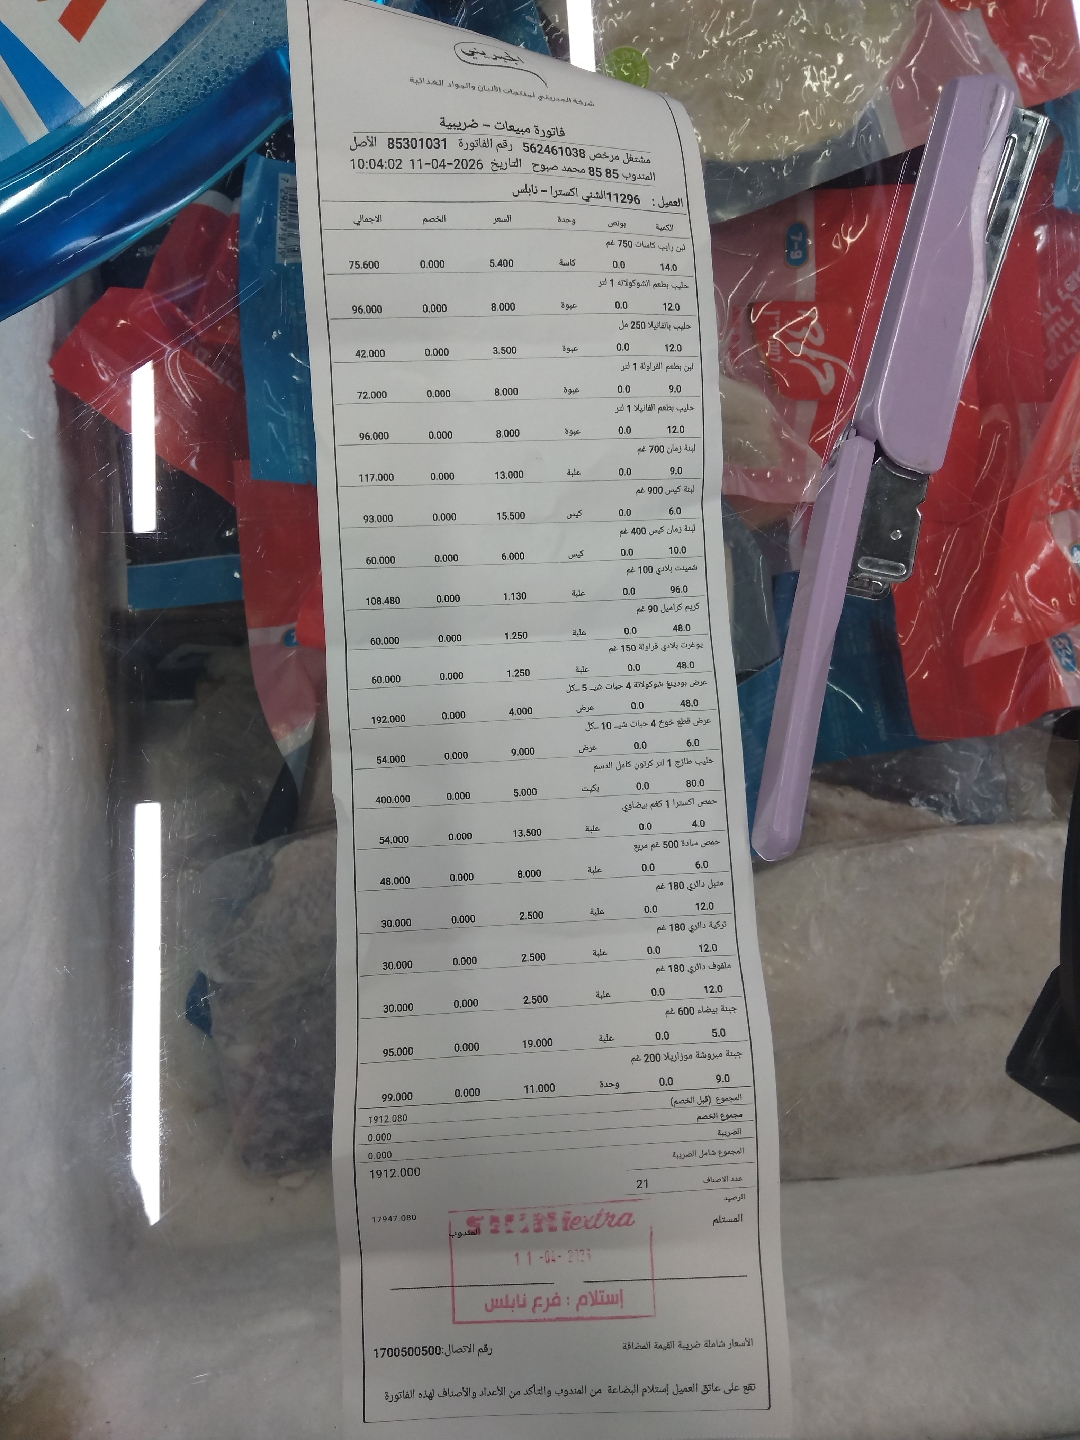 الجبريني
شركة الجبريني لمنتجات الألبان والمواد الغذائية
فاتورة مبيعات - ضريبية
مشتغل مرخص 562461038 رقم الفاتورة 85301031 الأصل
المندوب 85 85 محمد صبوح التاريخ 11-04-2026 10:04:02
العميل : 11296الشني اكسترا - نابلس
الكمية بونص وحدة السعر الخصم الاجمالي
لبن رايب كاسات 750 غم
14.0 0.0 كاسة 5.400 0.000 75.600
حليب بطعم الشوكولاته 1 لتر
12.0 0.0 عبوة 8.000 0.000 96.000
حليب بالفانيلا 250 مل
12.0 0.0 عبوة 3.500 0.000 42.000
لبن بطعم الفراولة 1 لتر
9.0 0.0 عبوة 8.000 0.000 72.000
حليب بطعم الفانيلا 1 لتر
12.0 0.0 عبوة 8.000 0.000 96.000
لبنة زمان 700 غم
9.0 0.0 علبة 13.000 0.000 117.000
لبنة كيس 900 غم
6.0 0.0 كيس 15.500 0.000 93.000
لبنة زمان كيس 400 غم
10.0 0.0 كيس 6.000 0.000 60.000
شمينت بلادي 100 غم
96.0 0.0 علبة 1.130 0.000 108.480
كريم كراميل 90 غم
48.0 0.0 علبة 1.250 0.000 60.000
يوغرت بلادي فراولة 150 غم
48.0 0.0 علبة 1.250 0.000 60.000
عرض بودينغ شوكولاتة 4 حبات شيـ 5 ـكل
48.0 0.0 عرض 4.000 0.000 192.000
عرض قطع خوخ 4 حبات شيـ 10 ـكل
6.0 0.0 عرض 9.000 0.000 54.000
حليب طازج 1 لتر كرتون كامل الدسم
80.0 0.0 بكيت 5.000 0.000 400.000
حمص اكسترا 1 كغم بيضاوي
4.0 0.0 علبة 13.500 0.000 54.000
حمص سادة 500 غم مربع
6.0 0.0 علبة 8.000 0.000 48.000
متبل دائري 180 غم
12.0 0.0 علبة 2.500 0.000 30.000
تركية دائري 180 غم
12.0 0.0 علبة 2.500 0.000 30.000
ملفوف دائري 180 غم
12.0 0.0 علبة 2.500 0.000 30.000
جبنة بيضاء 600 غم
5.0 0.0 علبة 19.000 0.000 95.000
جبنة مبروشة موزاريلا 200 غم
9.0 0.0 وحدة 11.000 0.000 99.000
المجموع (قبل الخصم) 1912.080
مجموع الخصم 0.000
الضريبة 0.000
المجموع شامل الضريبة 1912.000
عدد الاصناف 21
الرصيد 17947.080
المستلم المندوب
extra
11-04-
إستلام : فرع نابلس
الأسعار شاملة ضريبة القيمة المضافة رقم الاتصال:1700500500
تقع على عاتق العميل إستلام البضاعة من المندوب والتأكد من الأعداد والأصناف لهذه الفاتورة